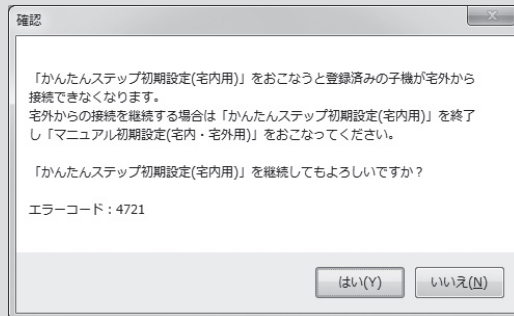 確認
「かんたんステップ初期設定(宅内用)」をおこなうと登録済みの子機が宅外から
接続できなくなります。
宅外からの接続を継続する場合は「かんたんステップ初期設定(宅内用)」を終了
し「マニュアル初期設定(宅内・宅外用)」をおこなってください。
「かんたんステップ初期設定(宅内用)」を継続してもよろしいですか？
エラーコード：4721
はい(Y) いいえ(N)